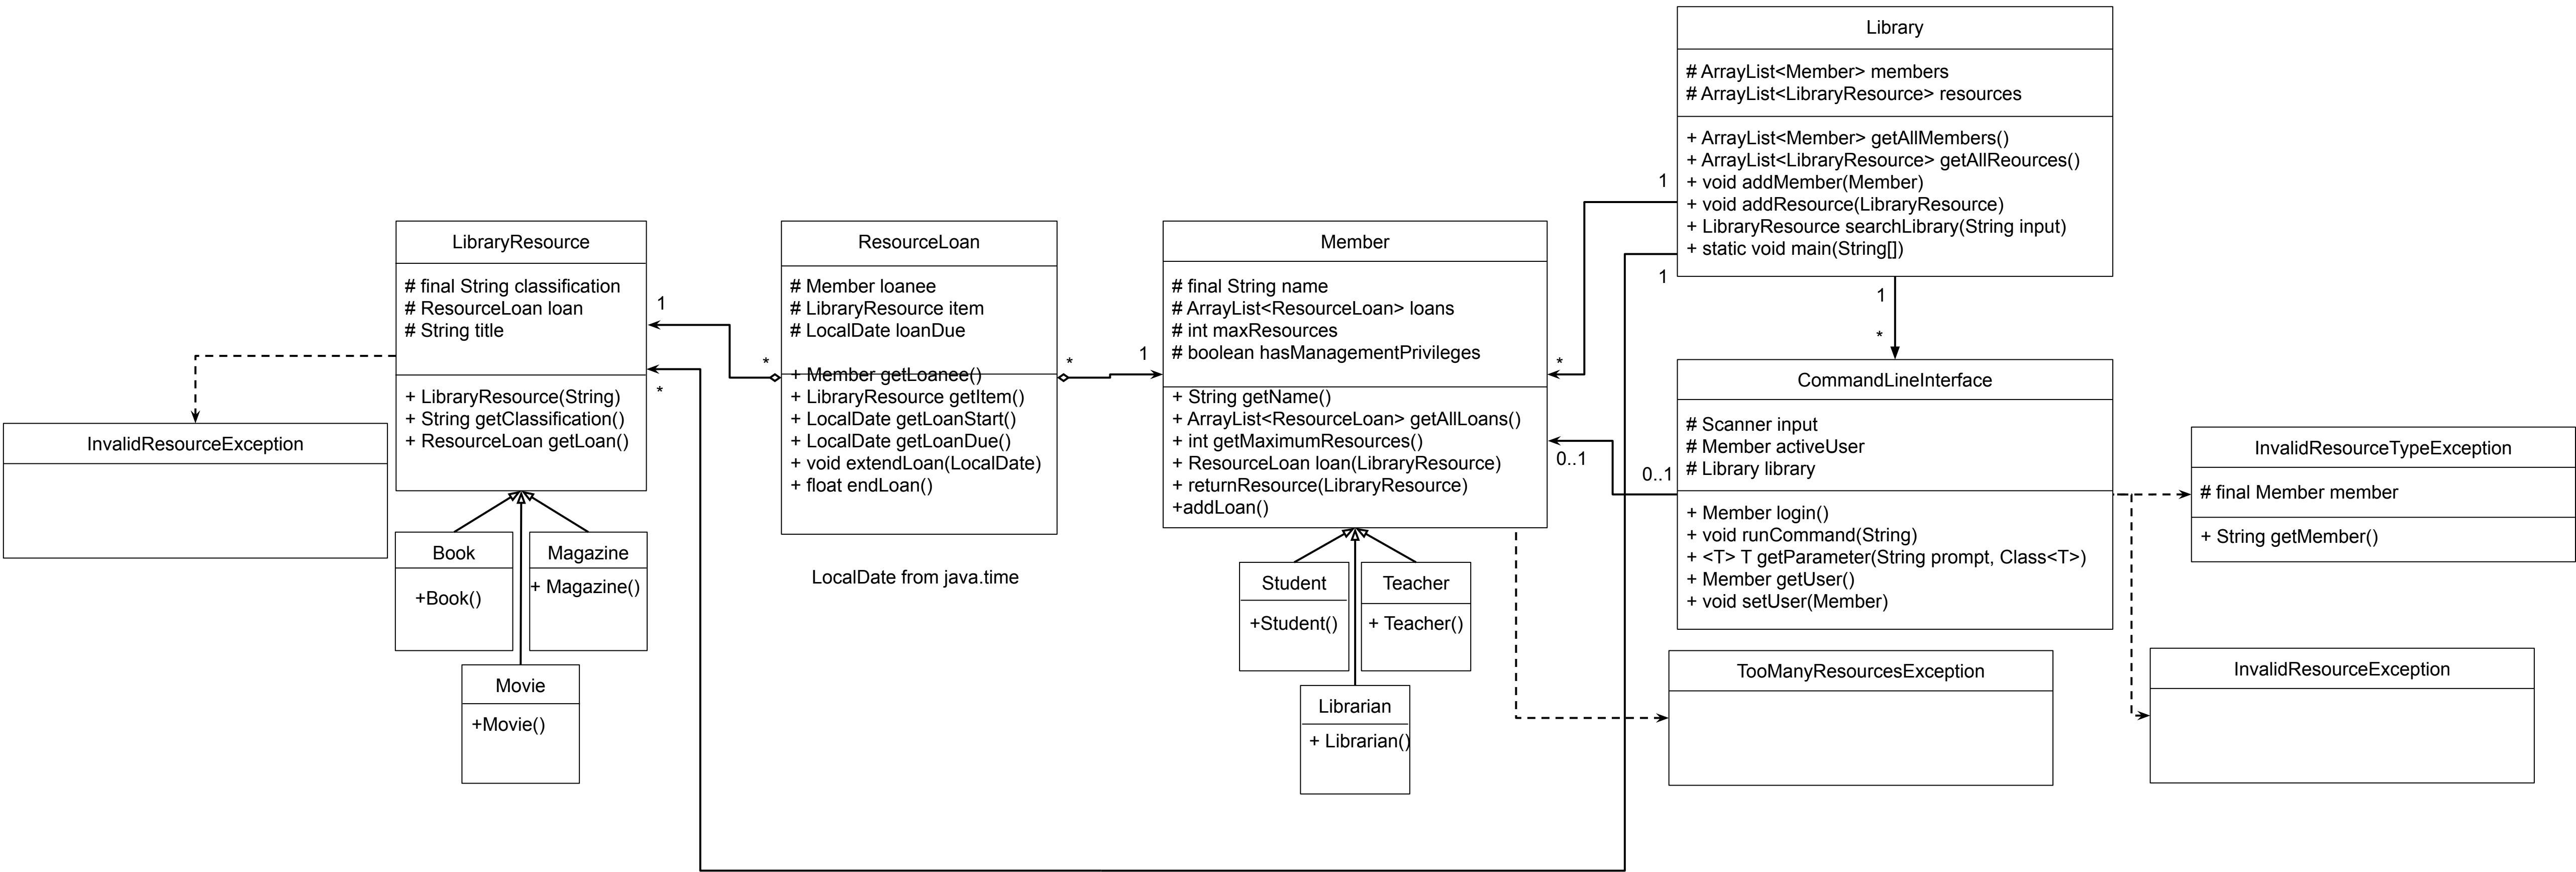 Library
# ArrayList<Member> members
# ArrayList<LibraryResource> resources
+ ArrayList<Member> getAllMembers()
+ ArrayList<LibraryResource> getAllReources()
+ void addMember(Member)
+ void addResource(LibraryResource)
+ LibraryResource searchLibrary(String input)
+ static void main(String[])
1
1
1
*
LibraryResource
# final String classification
# ResourceLoan loan
# String title
+ LibraryResource(String)
+ String getClassification()
+ ResourceLoan getLoan()
1
*
*
ResourceLoan
# Member loanee
# LibraryResource item
# LocalDate loanDue
+ Member getLoanee()
+ LibraryResource getItem()
+ LocalDate getLoanStart()
+ LocalDate getLoanDue()
+ void extendLoan(LocalDate)
+ float endLoan()
LocalDate from java.time
*
1
Member
# final String name
# ArrayList<ResourceLoan> loans
# int maxResources
# boolean hasManagementPrivileges
+ String getName()
+ ArrayList<ResourceLoan> getAllLoans()
+ int getMaximumResources()
+ ResourceLoan loan(LibraryResource)
+ returnResource(LibraryResource)
+addLoan()
*
0..1
0..1
CommandLineInterface
# Scanner input
# Member activeUser
# Library library
+ Member login()
+ void runCommand(String)
+ <T> T getParameter(String prompt, Class<T>)
+ Member getUser()
+ void setUser(Member)
InvalidResourceException
InvalidResourceTypeException
# final Member member
+ String getMember()
Book
+Book()
Magazine
+ Magazine()
Movie
+Movie()
Student
+Student()
Teacher
+ Teacher()
Librarian
+ Librarian()
TooManyResourcesException
InvalidResourceException